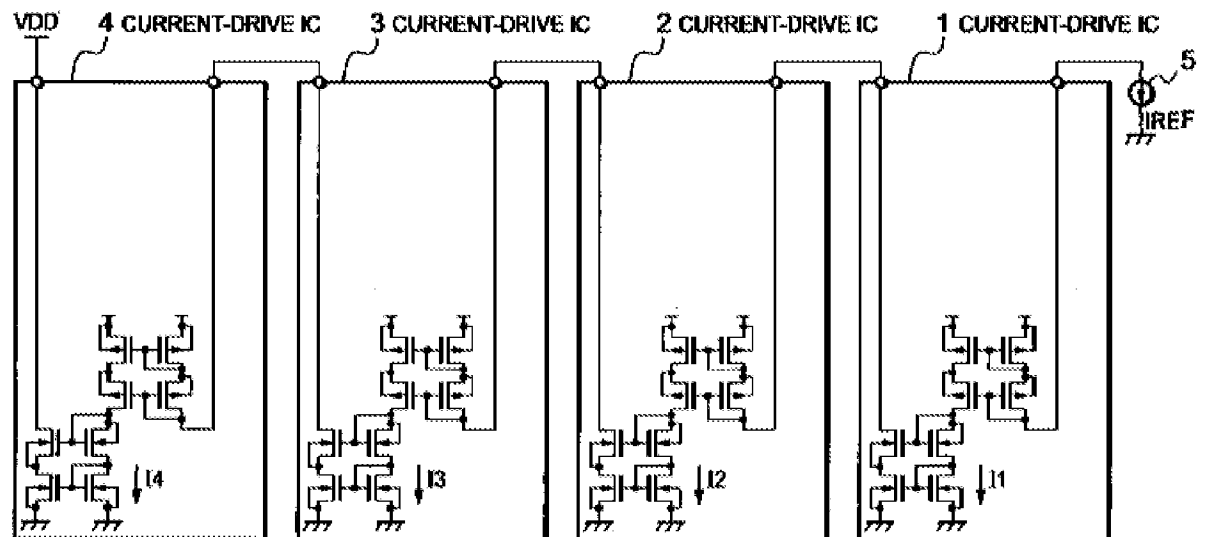 VDD
4 CURRENT-DRIVE IC
3 CURRENT-DRIVE IC
2 CURRENT-DRIVE IC
1 CURRENT-DRIVE IC
5
IREF
I4
I3
I2
I1